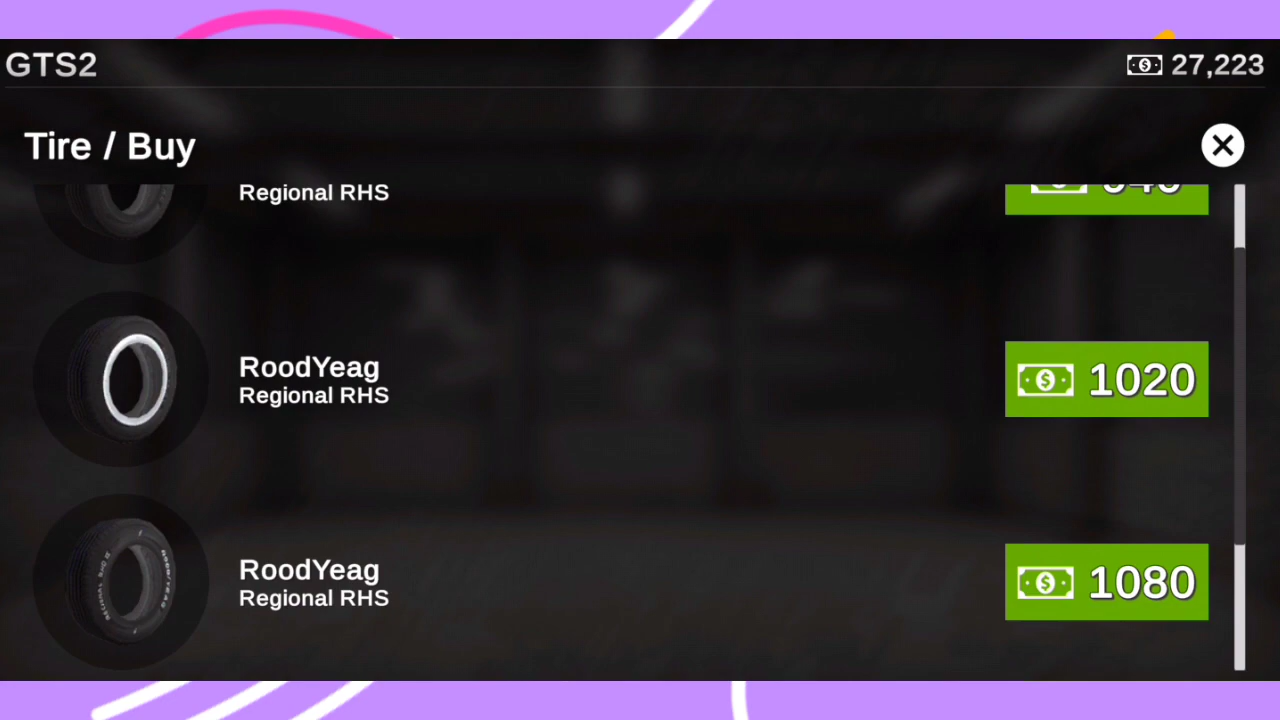 GTS2
27,223
Tire / Buy
Regional RHS
RoodYeag
Regional RHS
1020
RoodYeag
Regional RHS
1080